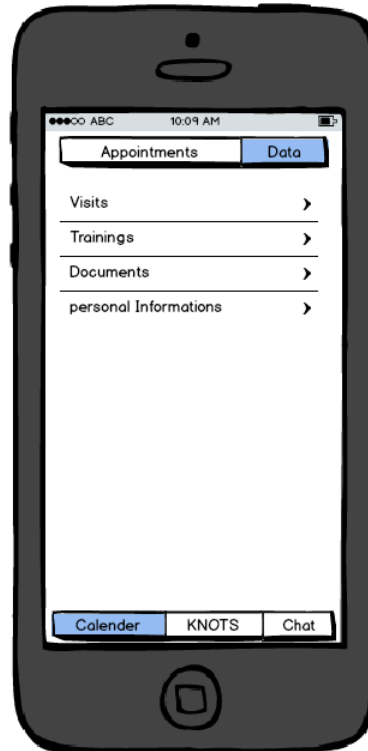 ABC 10:09 AM
Appointments Data
Visits
Trainings
Documents
personal Informations
Calender KNOTS Chat